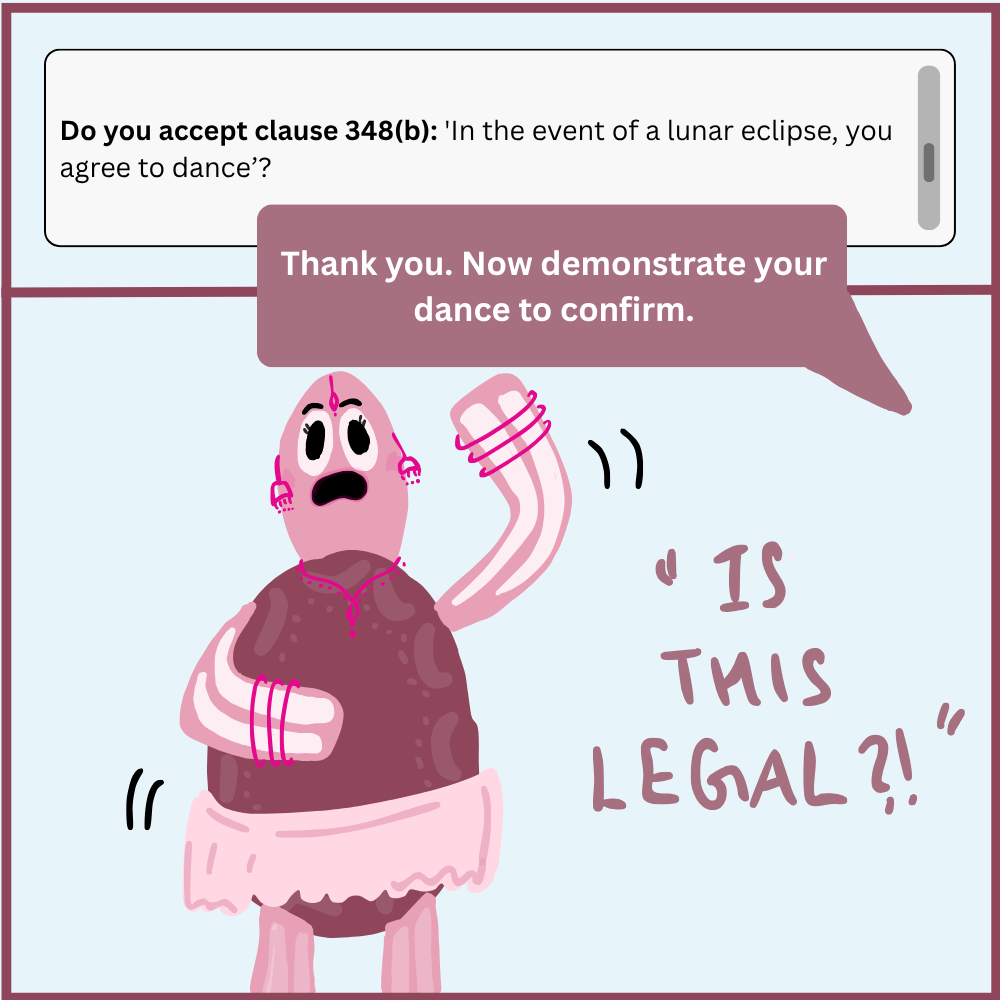 Do you accept clause 348(b): 'In the event of a lunar eclipse, you
agree to dance’?
Thank you. Now demonstrate your
dance to confirm.
"IS
THIS
LEGAL?!"